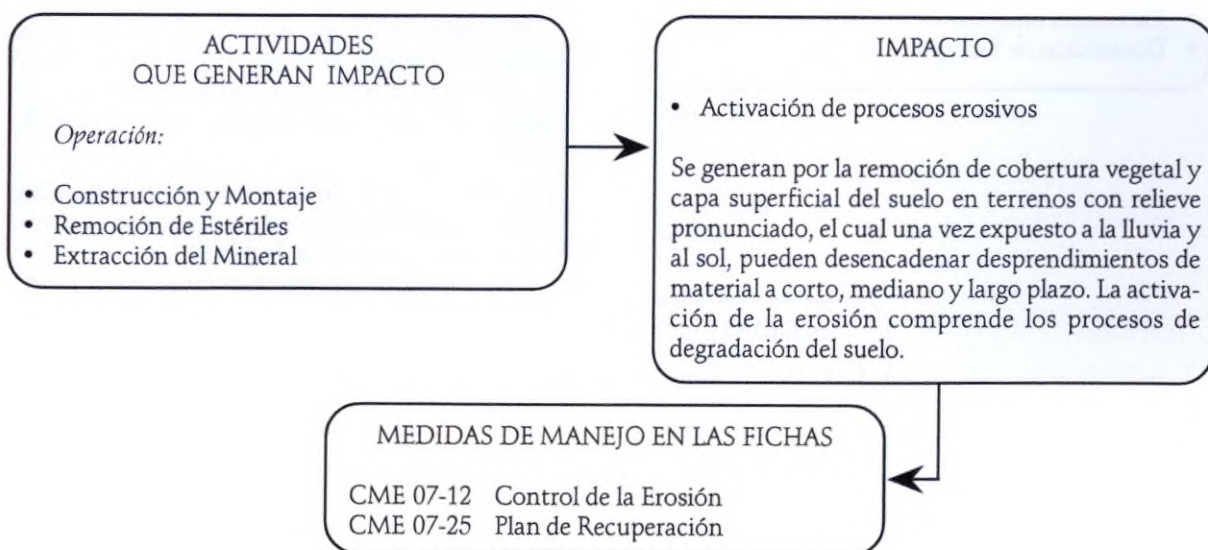 ACTIVIDADES
QUE GENERAN IMPACTO
Operación:
• Construcción y Montaje
• Remoción de Estériles
• Extracción del Mineral
IMPACTO
• Activación de procesos erosivos
Se generan por la remoción de cobertura vegetal y
capa superficial del suelo en terrenos con relieve
pronunciado, el cual una vez expuesto a la lluvia y
al sol, pueden desencadenar desprendimientos de
material a corto, mediano y largo plazo. La activa-
ción de la erosión comprende los procesos de
degradación del suelo.
MEDIDAS DE MANEJO EN LAS FICHAS
CME 07-12 Control de la Erosión
CME 07-25 Plan de Recuperación